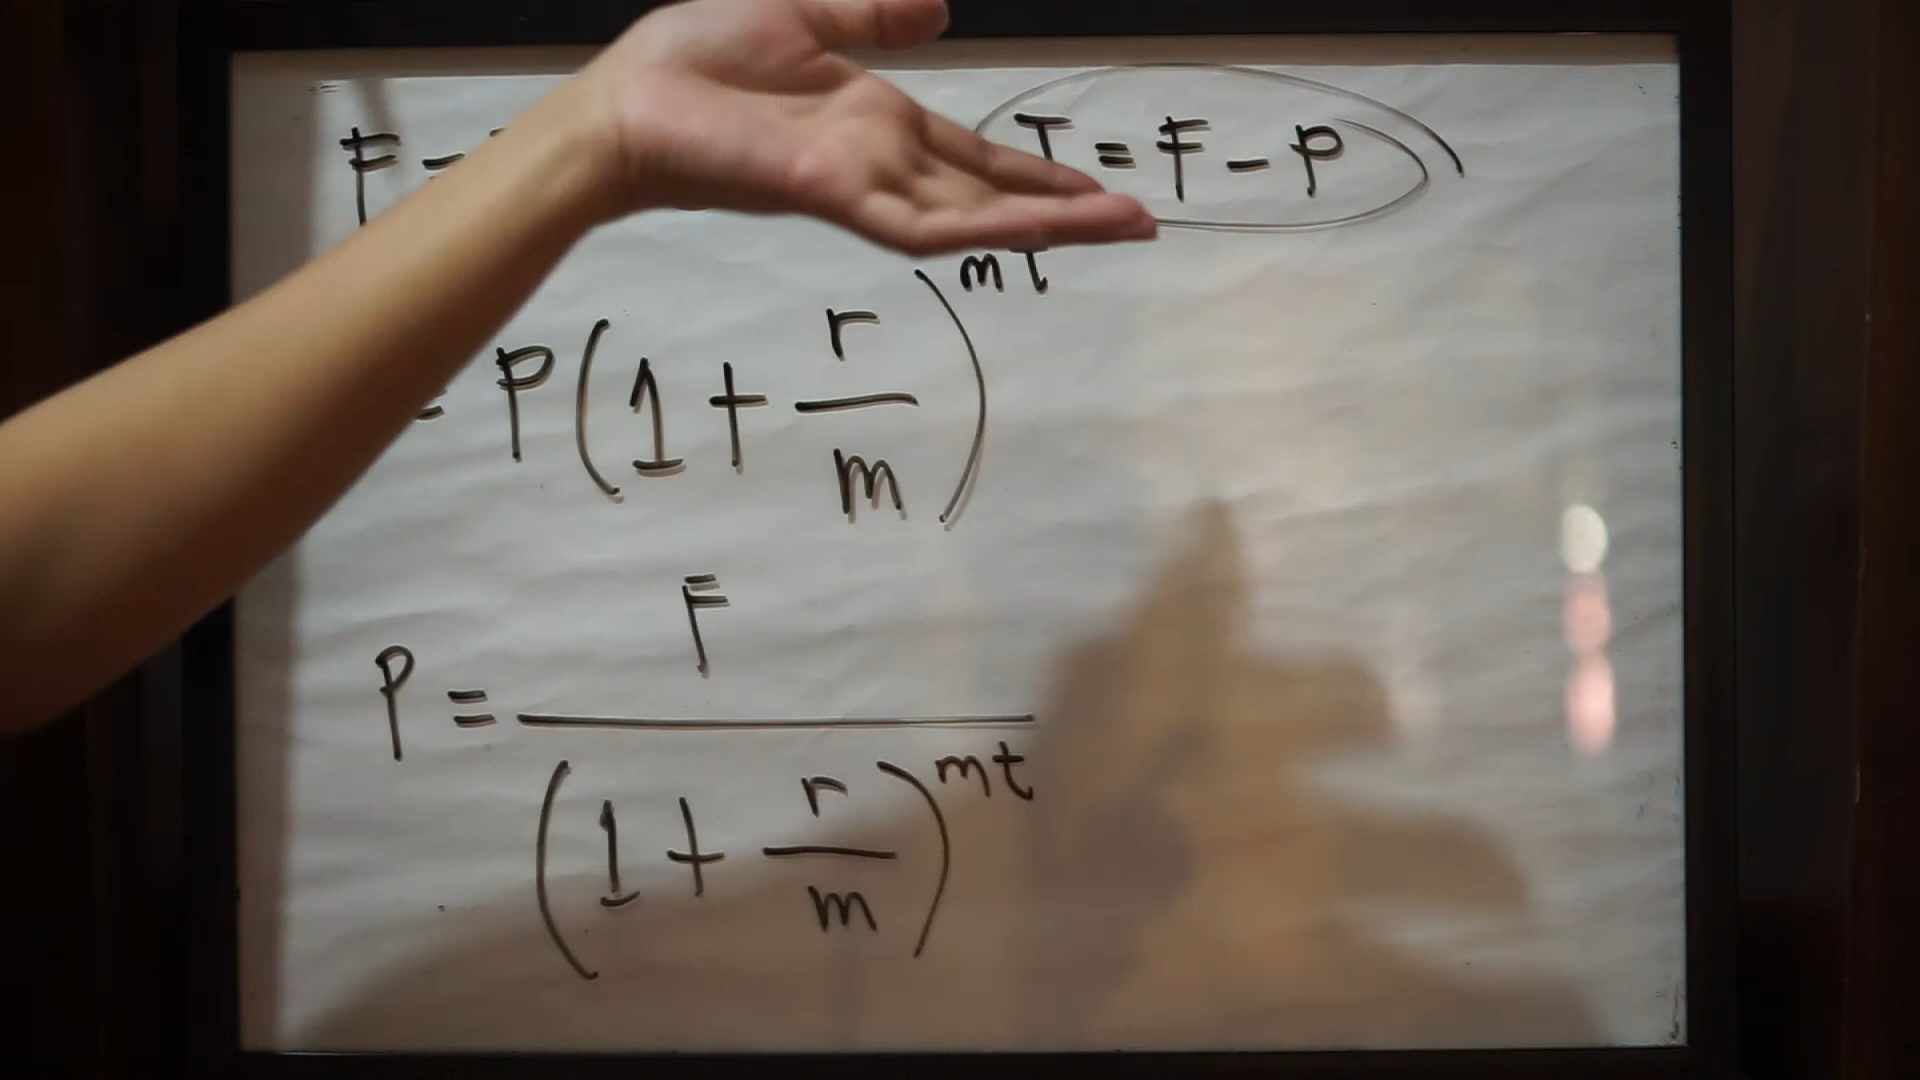 F = I = F - P
= P(1 + r/m)^mt
P = F/(1 + r/m)^mt